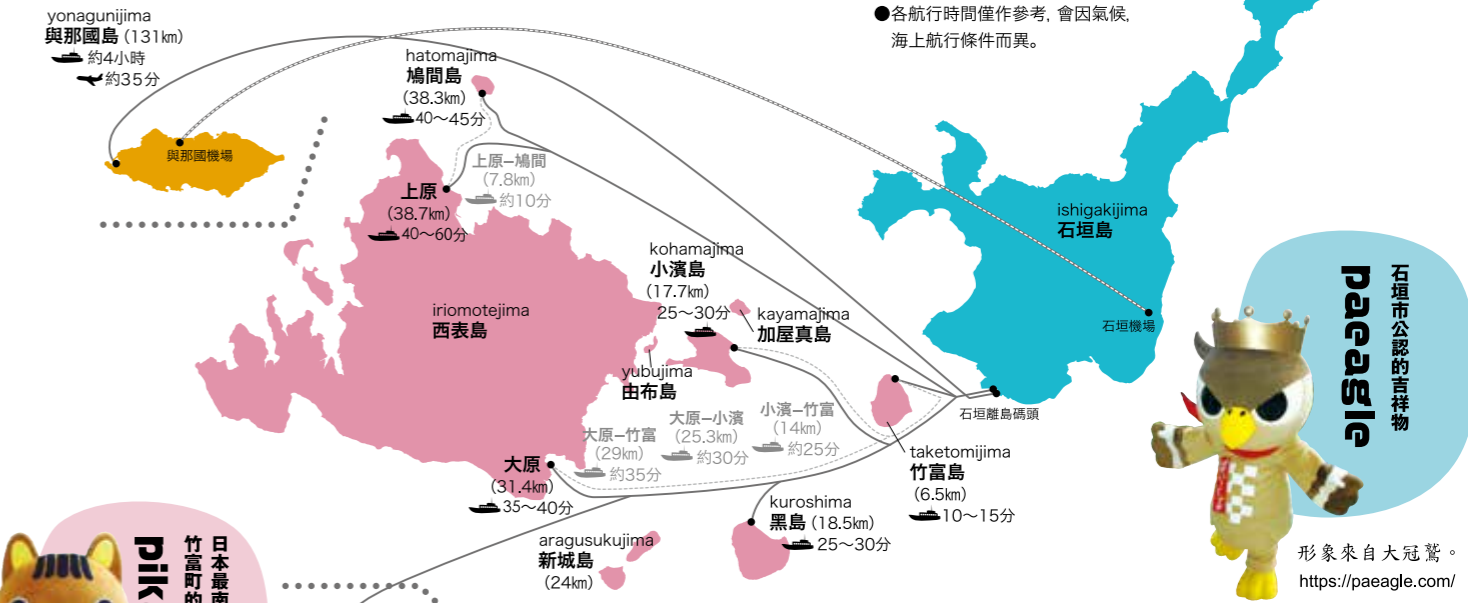 yonagunijima
與那國島 (131km)
約4小時
約35分
與那國機場
hatomajima
鳩間島
(38.3km)
40～45分
上原–鳩間
(7.8km)
約10分
上原
(38.7km)
40～60分
iriomotejima
西表島
kohamajima
小濱島
(17.7km)
25～30分
kayamajima
加屋真島
yubujima
由布島
大原–竹富
(29km)
約35分
大原–小濱
(25.3km)
約30分
小濱–竹富
(14km)
約25分
大原
(31.4km)
35～40分
aragusukujima
新城島
(24km)
kuroshima
黑島 (18.5km)
25～30分
taketomijima
竹富島
(6.5km)
10～15分
石垣離島碼頭
ishigakijima
石垣島
石垣機場
●各航行時間僅作參考, 會因氣候,
海上航行條件而異。
石垣市公認的吉祥物
paeagle
形象來自大冠鷲。
https://paeagle.com/
日本最南
竹富町的
pik